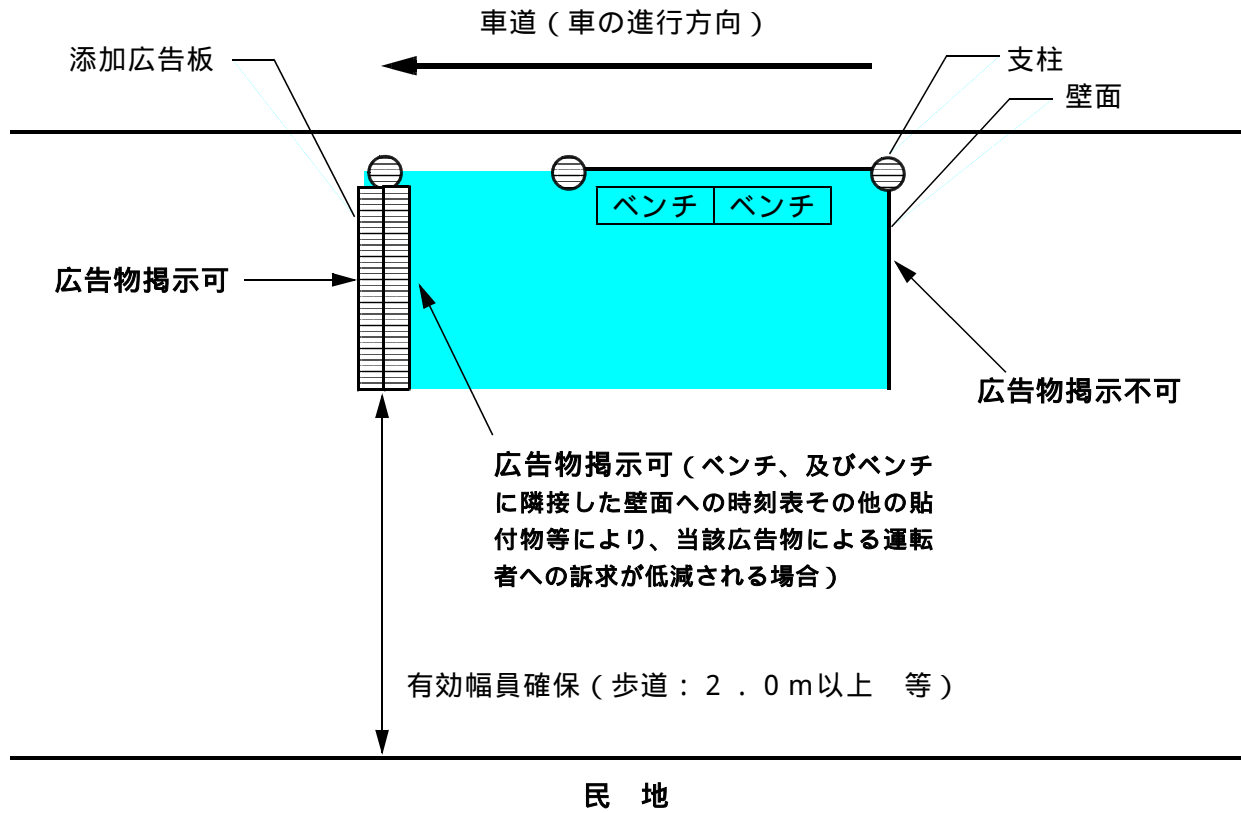 車道（車の進行方向）
添加広告板
支柱
壁面
ベンチ ベンチ
広告物掲示可
広告物掲示不可
広告物掲示可（ベンチ、及びベンチ
に隣接した壁面への時刻表その他の貼
付物等により、当該広告物による運転
者への訴求が低減される場合）
有効幅員確保（歩道：２．０ｍ以上　等）
民　地